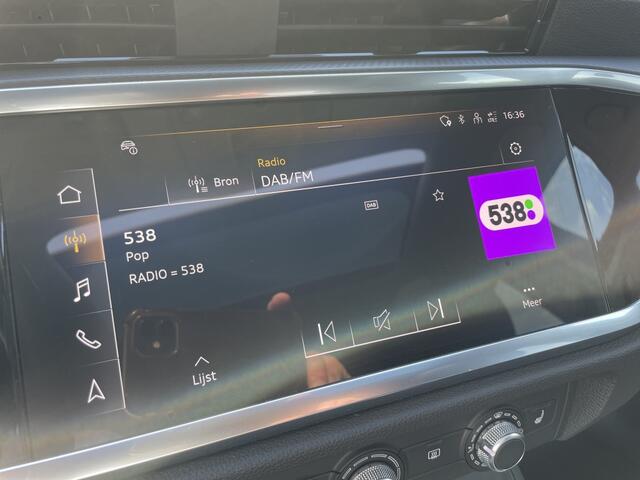 16:36
Radio
Bron
DAB/FM
DAB
538
Pop
RADIO = 538
538
Meer
Lijst